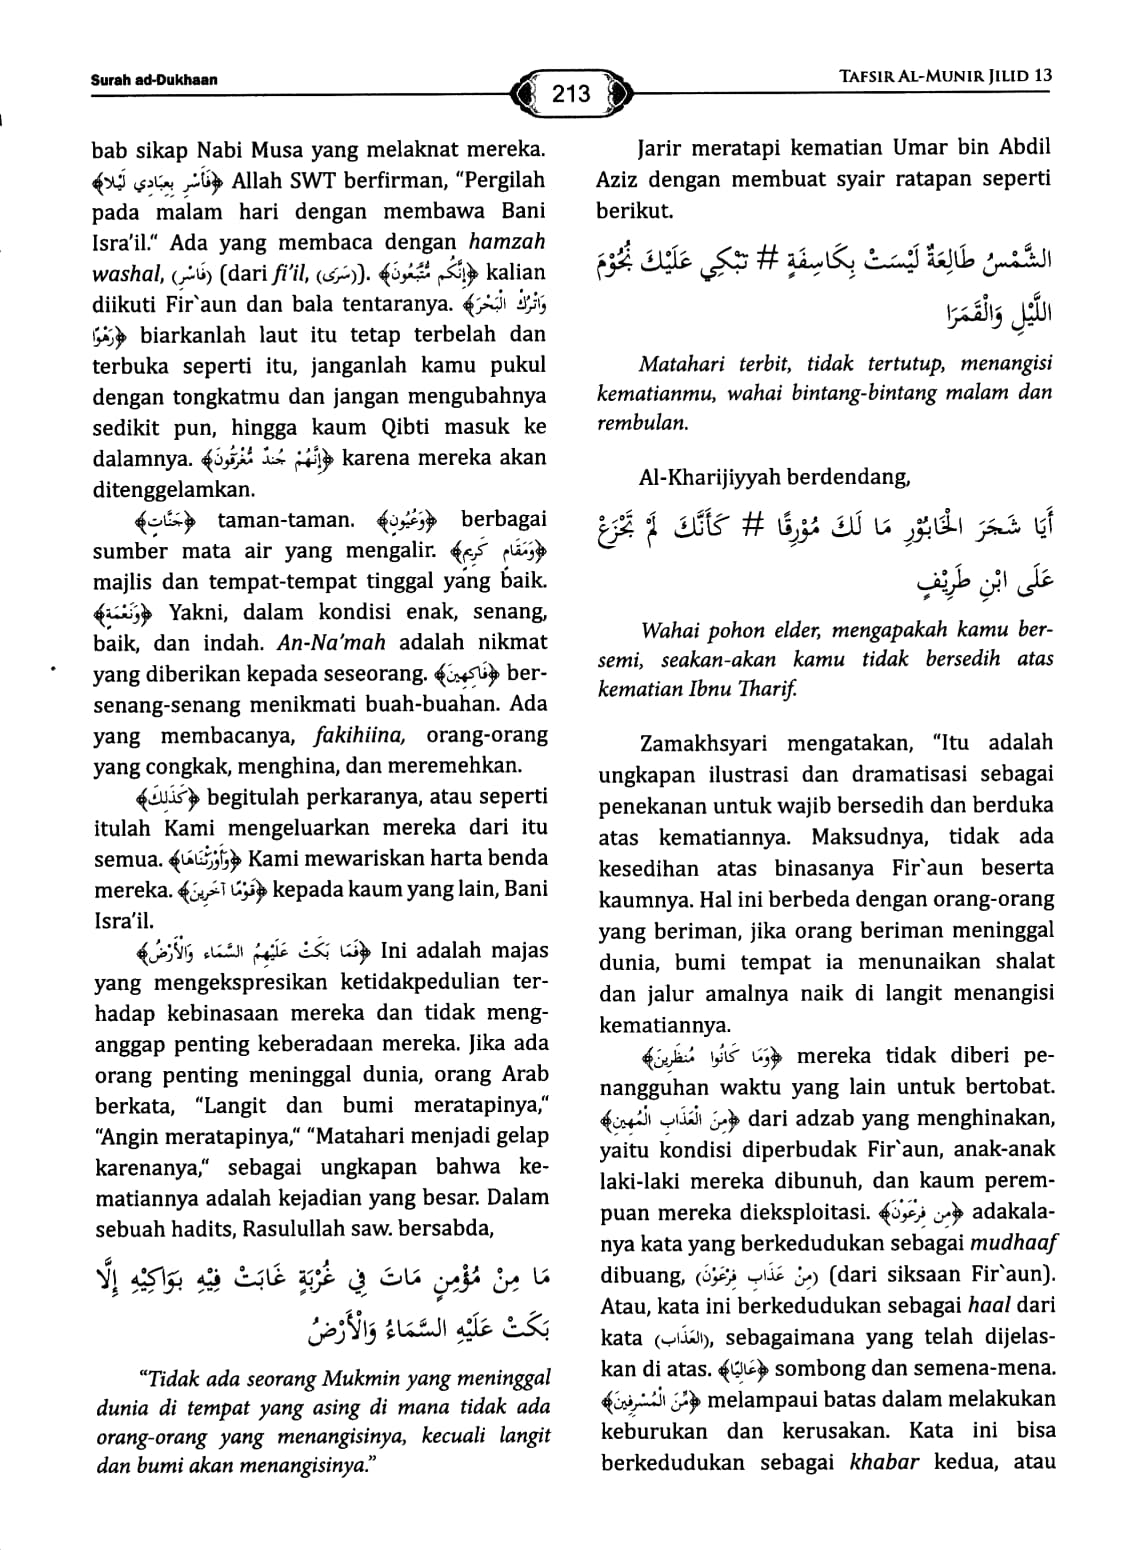 Surah ad-Dukhaan
213
TAFSIR AL-MUNIR JILID 13
bab sikap Nabi Musa yang melaknat mereka.
﴿فَأَسْرِ بِعِبَادِي لَيْلًا﴾ Allah SWT berfirman, “Pergilah
pada malam hari dengan membawa Bani
Isra’il.“ Ada yang membaca dengan hamzah
washal, (فَاسْرِ) (dari fi’il, (سَرَى)). ﴿إِنَّكُم مُّتَّبَعُونَ﴾ kalian
diikuti Fir`aun dan bala tentaranya. ﴿وَاتْرُكِ الْبَحْرَ
رَهْوًا﴾ biarkanlah laut itu tetap terbelah dan
terbuka seperti itu, janganlah kamu pukul
dengan tongkatmu dan jangan mengubahnya
sedikit pun, hingga kaum Qibti masuk ke
dalamnya. ﴿إِنَّهُمْ جُندٌ مُّغْرَقُونَ﴾ karena mereka akan
ditenggelamkan.
﴿جَنَّاتٍ﴾ taman-taman. ﴿وَعُيُونٍ﴾ berbagai
sumber mata air yang mengalir. ﴿وَمَقَامٍ كَرِيمٍ﴾
majlis dan tempat-tempat tinggal yang baik.
﴿وَنَعْمَةٍ﴾ Yakni, dalam kondisi enak, senang,
baik, dan indah. An-Na’mah adalah nikmat
yang diberikan kepada seseorang. ﴿فَاكِهِينَ﴾ ber-
senang-senang menikmati buah-buahan. Ada
yang membacanya, fakihiina, orang-orang
yang congkak, menghina, dan meremehkan.
﴿كَذَلِكَ﴾ begitulah perkaranya, atau seperti
itulah Kami mengeluarkan mereka dari itu
semua. ﴿وَأَوْرَثْنَاهَا﴾ Kami mewariskan harta benda
mereka. ﴿قَوْمًا آخَرِينَ﴾ kepada kaum yang lain, Bani
Isra’il.
﴿فَمَا بَكَتْ عَلَيْهِمُ السَّمَاء وَالْأَرْضُ﴾ Ini adalah majas
yang mengekspresikan ketidakpedulian ter-
hadap kebinasaan mereka dan tidak meng-
anggap penting keberadaan mereka. Jika ada
orang penting meninggal dunia, orang Arab
berkata, “Langit dan bumi meratapinya,“
“Angin meratapinya,“ “Matahari menjadi gelap
karenanya,“ sebagai ungkapan bahwa ke-
matiannya adalah kejadian yang besar. Dalam
sebuah hadits, Rasulullah saw. bersabda,
مَا مِنْ مُؤْمِنٍ مَاتَ فِي غُرْبَةٍ غَابَتْ فِيْهِ بَوَاكِيْهِ إِلَّا
بَكَتْ عَلَيْهِ السَّمَاءُ وَالْأَرْضُ
“Tidak ada seorang Mukmin yang meninggal
dunia di tempat yang asing di mana tidak ada
orang-orang yang menangisinya, kecuali langit
dan bumi akan menangisinya.”
Jarir meratapi kematian Umar bin Abdil
Aziz dengan membuat syair ratapan seperti
berikut.
الشَّمْسُ طَالِعَةٌ لَيْسَتْ بِكَاسِفَةٍ # تَبْكِي عَلَيْكَ نُجُوْمَ
اللَّيْلِ وَالْقَمَرَا
Matahari terbit, tidak tertutup, menangisi
kematianmu, wahai bintang-bintang malam dan
rembulan.
Al-Kharijiyyah berdendang,
أَيَا شَجَرَ الْخَابُوْرِ مَا لَكَ مُوْرِقًا # كَأَنَّكَ لَمْ تَجْزَعْ
عَلَى ابْنِ طَرِيْفٍ
Wahai pohon elder, mengapakah kamu ber-
semi, seakan-akan kamu tidak bersedih atas
kematian Ibnu Tharif.
Zamakhsyari mengatakan, “Itu adalah
ungkapan ilustrasi dan dramatisasi sebagai
penekanan untuk wajib bersedih dan berduka
atas kematiannya. Maksudnya, tidak ada
kesedihan atas binasanya Fir`aun beserta
kaumnya. Hal ini berbeda dengan orang-orang
yang beriman, jika orang beriman meninggal
dunia, bumi tempat ia menunaikan shalat
dan jalur amalnya naik di langit menangisi
kematiannya.
﴿وَمَا كَانُوا مُنظَرِينَ﴾ mereka tidak diberi pe-
nangguhan waktu yang lain untuk bertobat.
﴿مِنَ الْعَذَابِ الْمُهِينِ﴾ dari adzab yang menghinakan,
yaitu kondisi diperbudak Fir`aun, anak-anak
laki-laki mereka dibunuh, dan kaum perem-
puan mereka dieksploitasi. ﴿مِن فِرْعَوْنَ﴾ adakala-
nya kata yang berkedudukan sebagai mudhaaf
dibuang, (مِنْ عَذَابِ فِرْعَوْنَ) (dari siksaan Fir`aun).
Atau, kata ini berkedudukan sebagai haal dari
kata (الْعَذَابِ), sebagaimana yang telah dijelas-
kan di atas. ﴿عَالِيًا﴾ sombong dan semena-mena.
﴿مِّنَ الْمُسْرِفِينَ﴾ melampaui batas dalam melakukan
keburukan dan kerusakan. Kata ini bisa
berkedudukan sebagai khabar kedua, atau